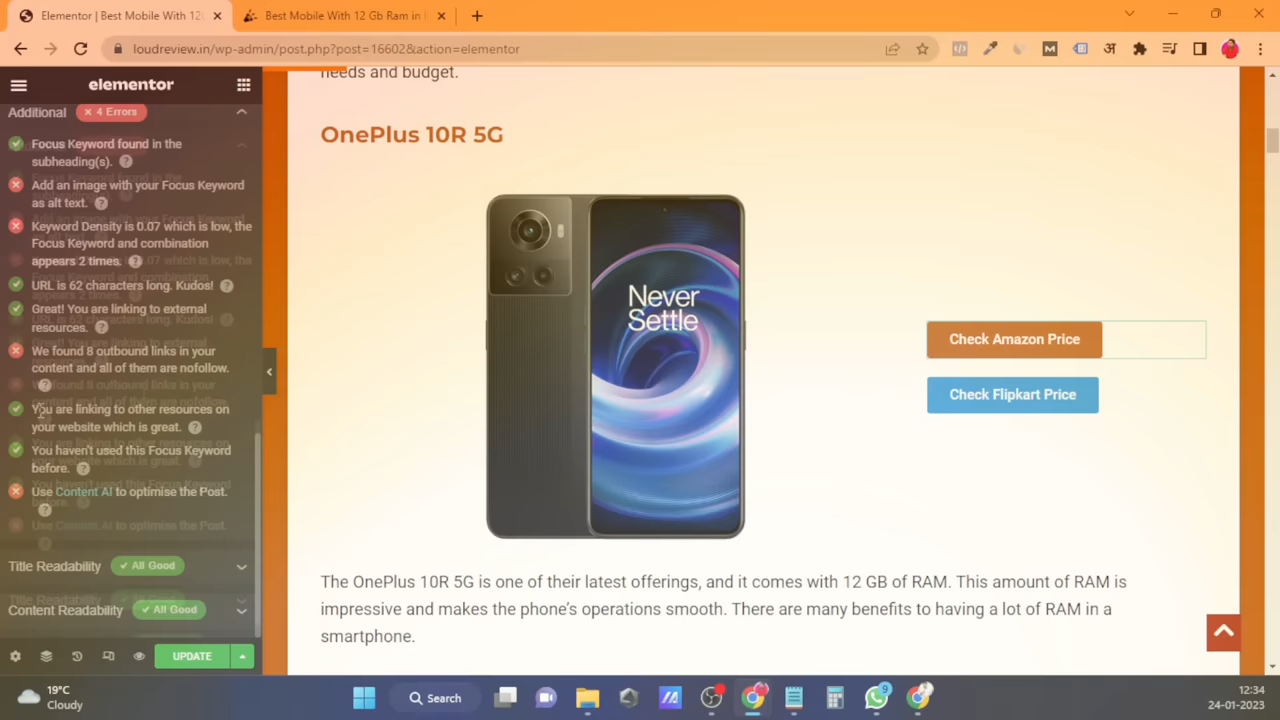 Elementor | Best Mobile With 12
Best Mobile With 12 Gb Ram in
loudreview.in/wp-admin/post.php?post=16602&action=elementor
M
अ
elementor
Additional
4 Errors
Focus Keyword found in the
subheading(s).
Add an image with your Focus Keyword
as alt text.
Keyword Density is 0.07 which is low, the
Focus Keyword and combination
appears 2 times.
URL is 62 characters long. Kudos!
Great! You are linking to external
resources.
We found 8 outbound links in your
content and all of them are nofollow.
You are linking to other resources on
your website which is great.
You haven't used this Focus Keyword
before.
Use Content AI to optimise the Post.
Title Readability
All Good
Content Readability
All Good
UPDATE
needs and budget.
OnePlus 10R 5G
Never
Settle
Check Amazon Price
Check Flipkart Price
The OnePlus 10R 5G is one of their latest offerings, and it comes with 12 GB of RAM. This amount of RAM is
impressive and makes the phone's operations smooth. There are many benefits to having a lot of RAM in a
smartphone.
19°C
Cloudy
Search
9
12:34
24-01-2023